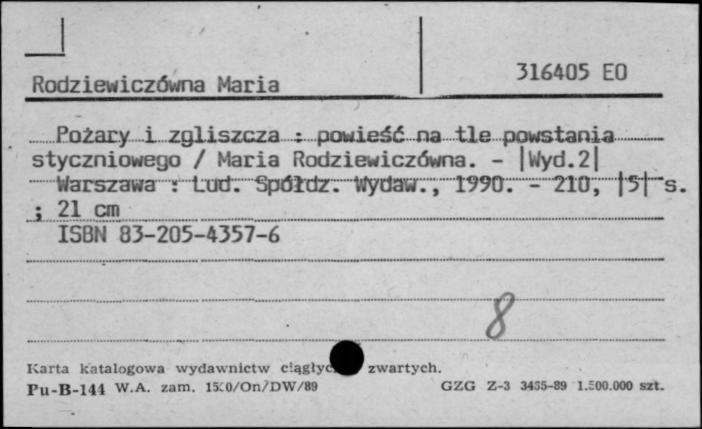 316405 EO
Rodziewiczówna Maria
Pożary i zgliszcza : powieść na tle powstania
styczniowego / Maria Rodziewiczówna. - |Wyd.2|
Warszawa : Lud. Spółdz. Wydaw., 1990. - 210, |5| s.
; 21 cm
ISBN 83-205-4357-6
8
Karta katalogowa wydawnictw zwartych.
Pu-B-144 W.A. zam. /On/DW/89 GZG Z-3 3435-89 1.500.000 szt.